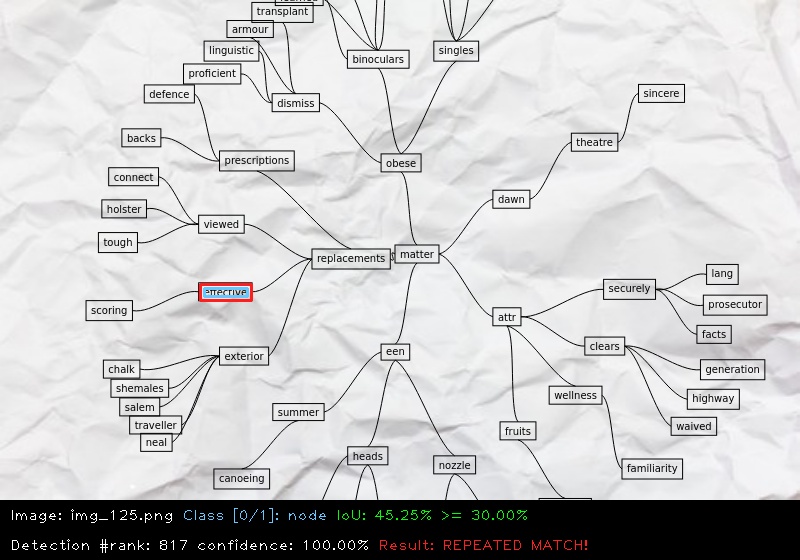 transplant
armour
linguistic
singles
binoculars
proficient
defence
sincere
dismiss
backs
theatre
prescriptions
obese
connect
dawn
holster
viewed
tough
replacements
matter
lang
effective
securely
prosecutor
scoring
attr
facts
clears
exterior
een
chalk
generation
shemales
wellness
highway
salem
summer
traveller
waived
fruits
neal
heads
nozzle
familiarity
canoeing
Image: img_125.png Class [0/1]: node IoU: 45.25% >= 30.00%
Detection #rank: 817 confidence: 100.00% Result: REPEATED MATCH!